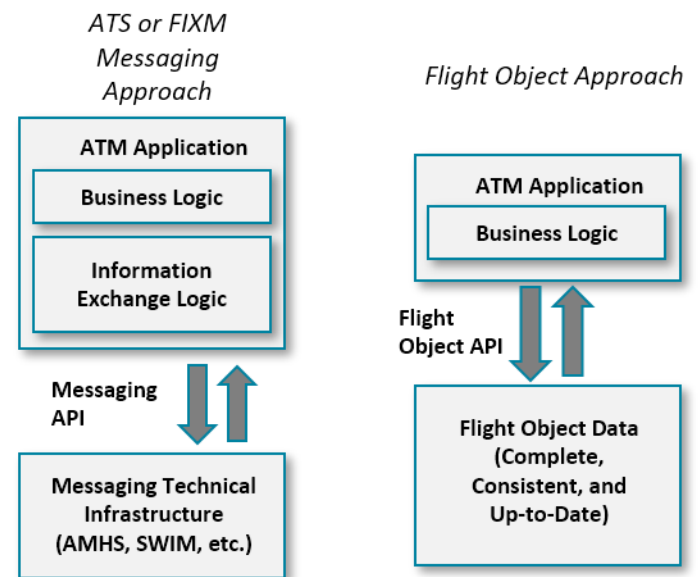 ATS or FIXM
Messaging
Approach
ATM Application
Business Logic
Information
Exchange Logic
Messaging
API
Messaging Technical
Infrastructure
(AMHS, SWIM, etc.)
Flight Object Approach
ATM Application
Business Logic
Flight
Object API
Flight Object Data
(Complete,
Consistent, and
Up-to-Date)